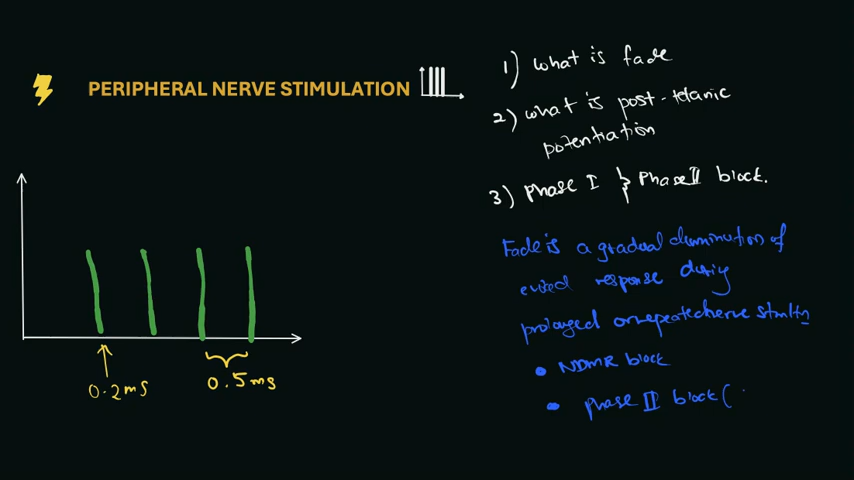 PERIPHERAL NERVE STIMULATION
1) What is fade
2) What is post-tetanic
potentiation
3) Phase I } Phase II block.
Fade is a gradual dimminution of
evoked response during
prolonged or repeated nerve stmltn
• NDMR block
• phase II block (
0.2ms
0.5ms